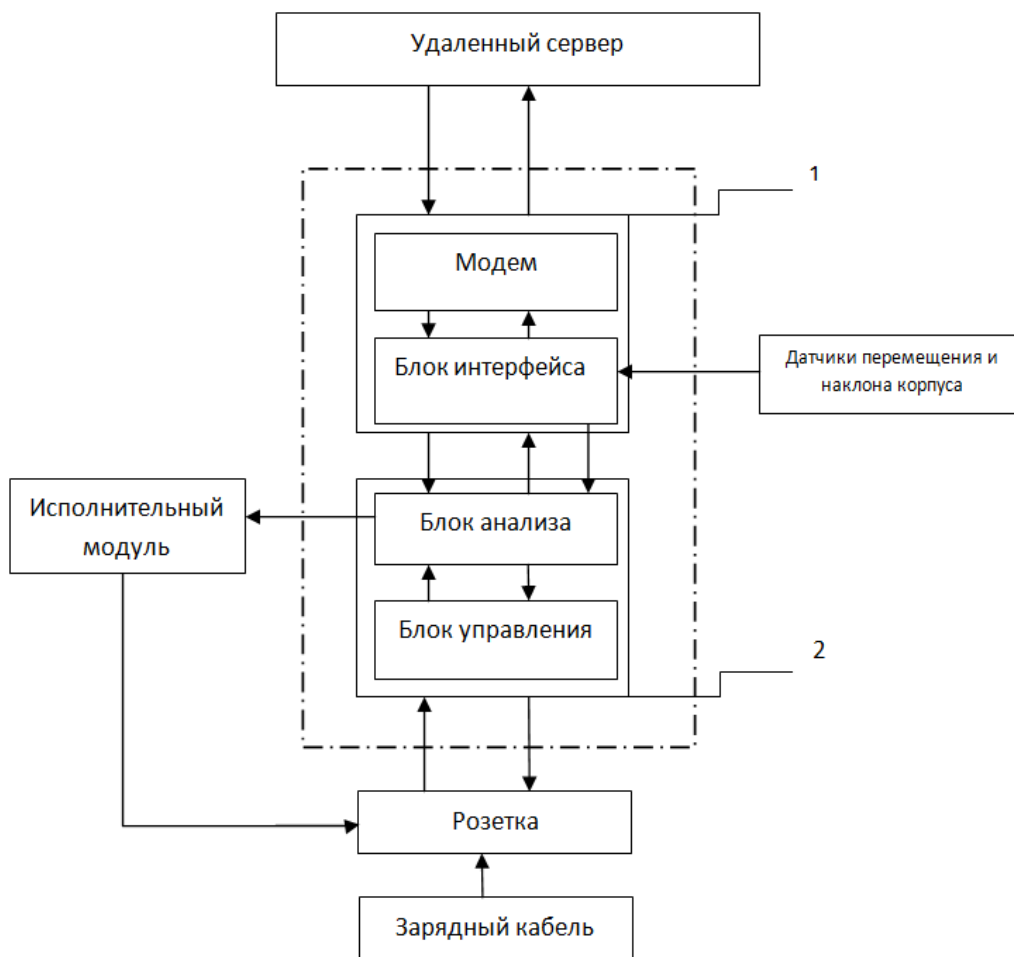 Удаленный сервер
1
Модем
Блок интерфейса
Датчики перемещения и
наклона корпуса
Исполнительный
модуль
Блок анализа
Блок управления
2
Розетка
Зарядный кабель